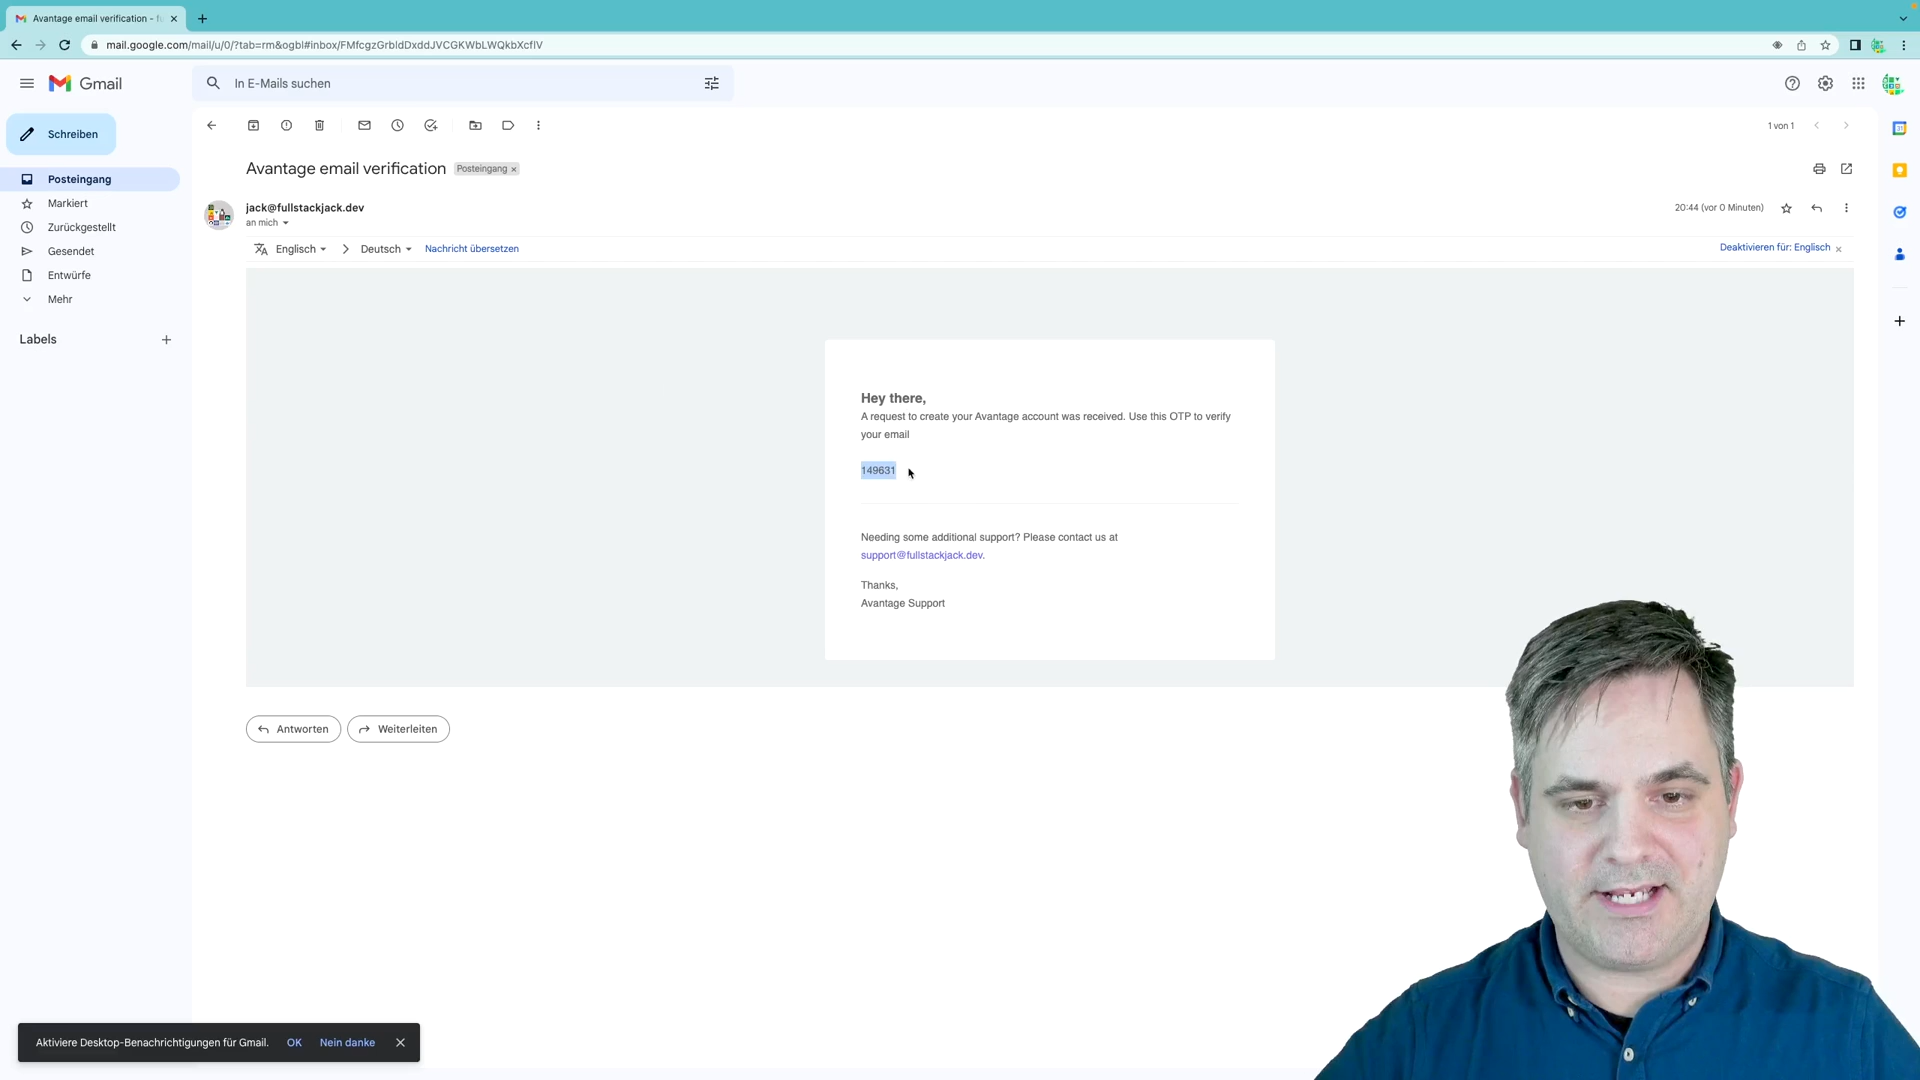 Avantage email verification - f
mail.google.com/mail/u/0/?tab=rm&ogbl#inbox/FMfcgzGrbldDxddJVCGKWbLWQkbXcfIV
Gmail
In E-Mails suchen
Schreiben
1 von 1
Avantage email verification
Posteingang ×
Posteingang
Markiert
Zurückgestellt
Gesendet
Entwürfe
Mehr
Labels
jack@fullstackjack.dev
20:44 (vor 0 Minuten)
an mich
Englisch
Deutsch
Nachricht übersetzen
Deaktivieren für: Englisch ×
Hey there,
A request to create your Avantage account was received. Use this OTP to verify
your email
149631
Needing some additional support? Please contact us at
support@fullstackjack.dev.
Thanks,
Avantage Support
Antworten
Weiterleiten
Aktiviere Desktop-Benachrichtigungen für Gmail.
OK
Nein danke